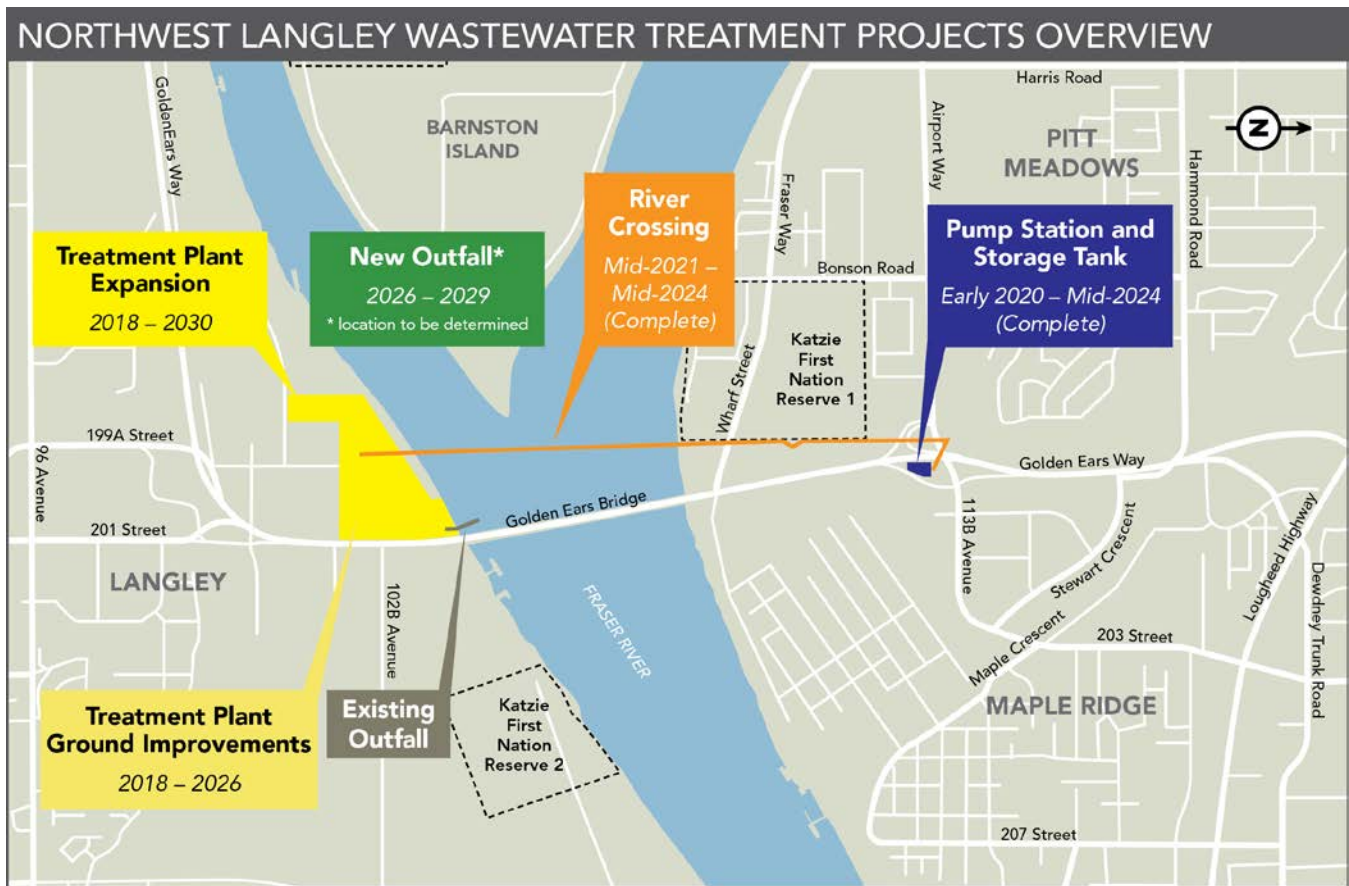 NORTHWEST LANGLEY WASTEWATER TREATMENT PROJECTS OVERVIEW
Harris Road
GoldenEars Way
BARNSTON
ISLAND
Airport Way
PITT
MEADOWS
N
Hammond Road
Fraser Way
River
Crossing
Mid-2021 –
Mid-2024
(Complete)
Pump Station and
Storage Tank
Early 2020 – Mid-2024
(Complete)
Treatment Plant
Expansion
2018 – 2030
New Outfall*
2026 – 2029
* location to be determined
Bonson Road
Katzie
First
Nation
Reserve 1
Wharf Street
199A Street
96 Avenue
Golden Ears Way
Golden Ears Bridge
201 Street
113B Avenue
Stewart Crescent
Lougheed Highway
Dewdney Trunk Road
LANGLEY
102B Avenue
FRASER RIVER
203 Street
Maple Crescent
MAPLE RIDGE
Treatment Plant
Ground Improvements
2018 – 2026
Existing
Outfall
Katzie
First
Nation
Reserve 2
207 Street